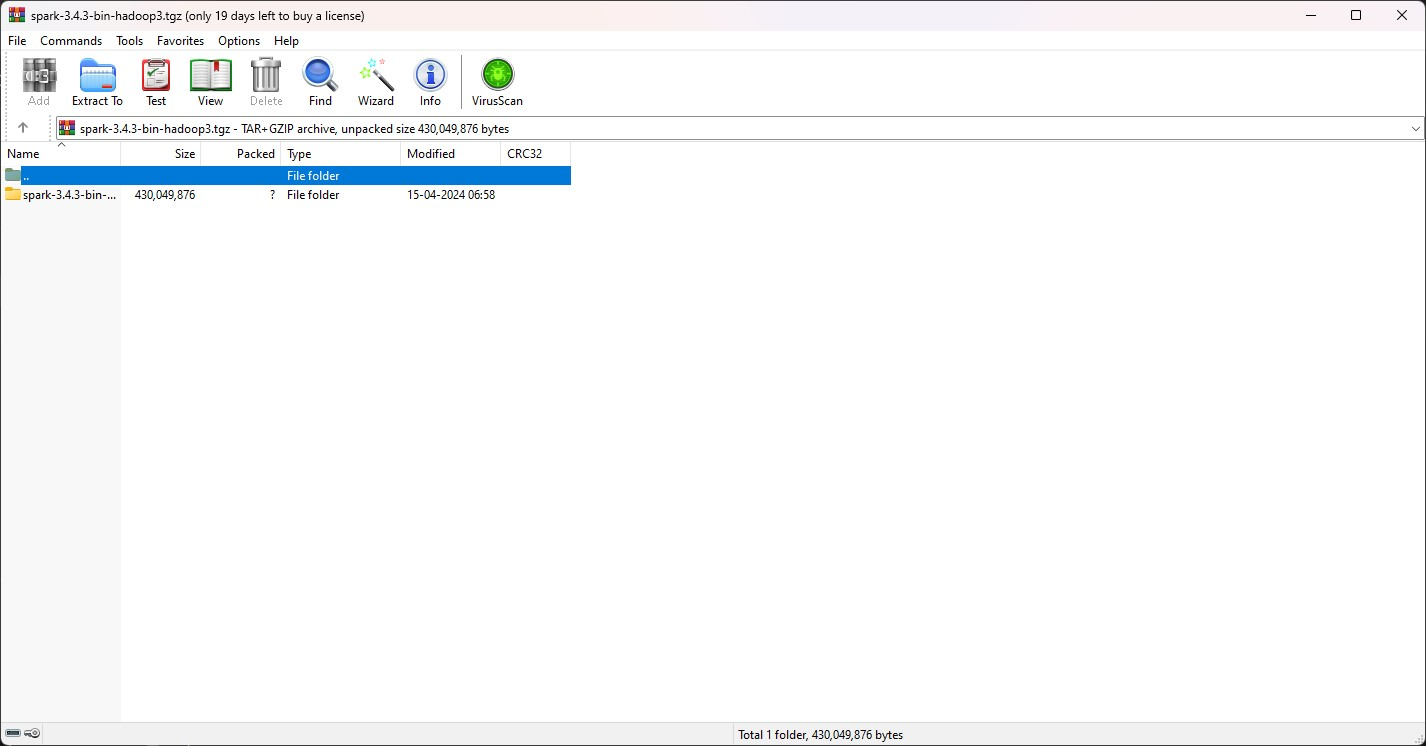 spark-3.4.3-bin-hadoop3.tgz (only 19 days left to buy a license)
File Commands Tools Favorites Options Help
Add Extract To Test View Delete Find Wizard Info VirusScan
spark-3.4.3-bin-hadoop3.tgz - TAR+GZIP archive, unpacked size 430,049,876 bytes
Name Size Packed Type Modified CRC32
.. File folder
spark-3.4.3-bin-... 430,049,876 ? File folder 15-04-2024 06:58
Total 1 folder, 430,049,876 bytes